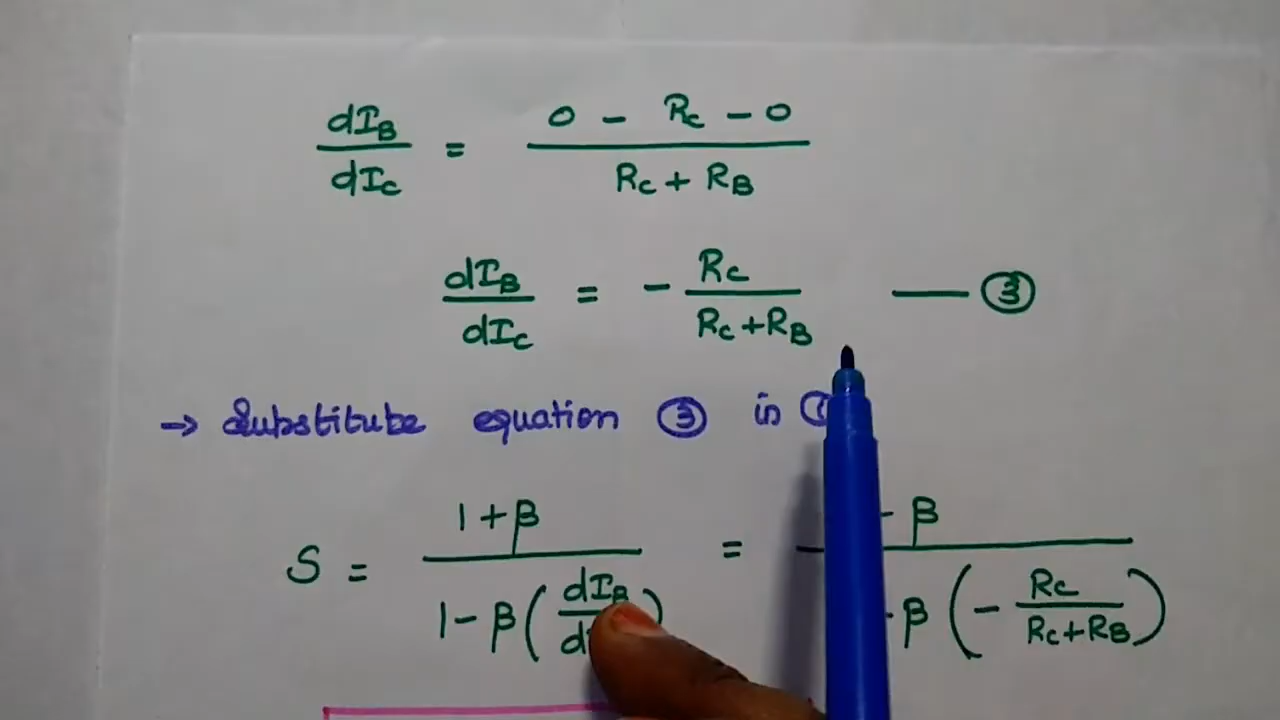 dI_B/dI_C = (0 - R_C - 0)/(R_C + R_B)
dI_B/dI_C = - R_C/(R_C + R_B) — ③
→ Substitute equation ③ in
S = (1 + β)/(1 - β(dI_B/d)) = - β/(- β(- R_C/(R_C + R_B)))